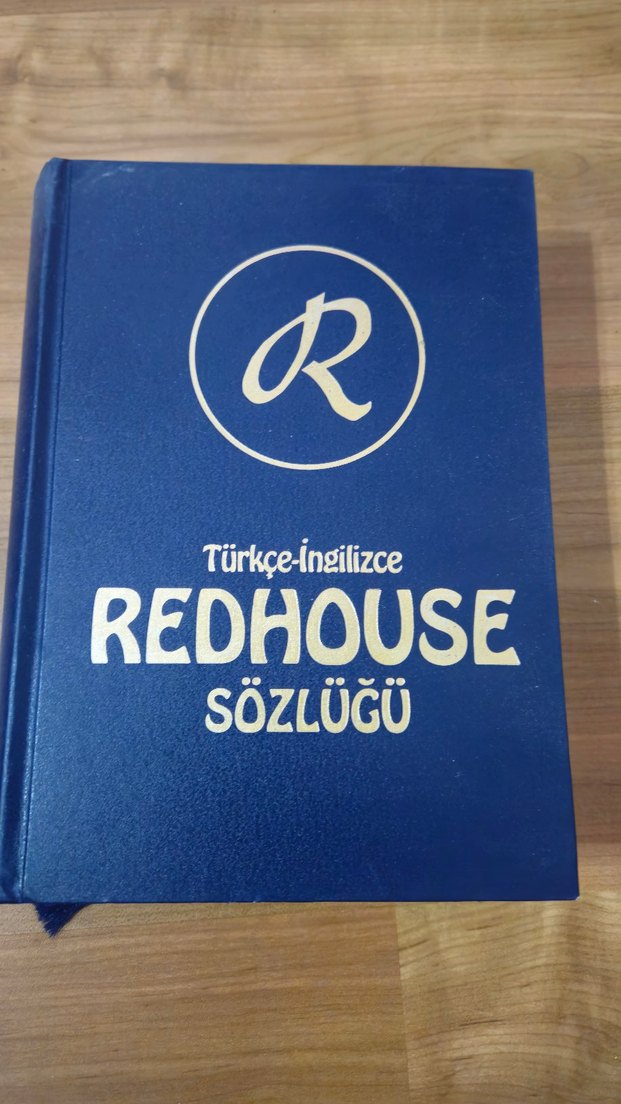 R
Türkçe-İngilizce
REDHOUSE
SÖZLÜĞÜ